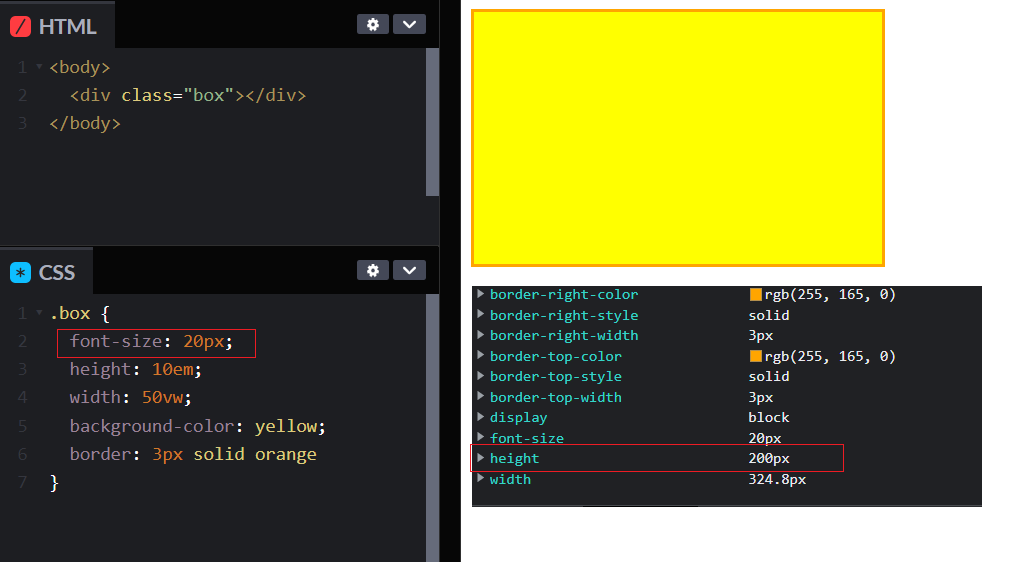 HTML
1 <body>
2 <div class="box"></div>
3 </body>
CSS
1 .box {
2 font-size: 20px;
3 height: 10em;
4 width: 50vw;
5 background-color: yellow;
6 border: 3px solid orange
7 }
border-right-color rgb(255, 165, 0)
border-right-style solid
border-right-width 3px
border-top-color rgb(255, 165, 0)
border-top-style solid
border-top-width 3px
display block
font-size 20px
height 200px
width 324.8px